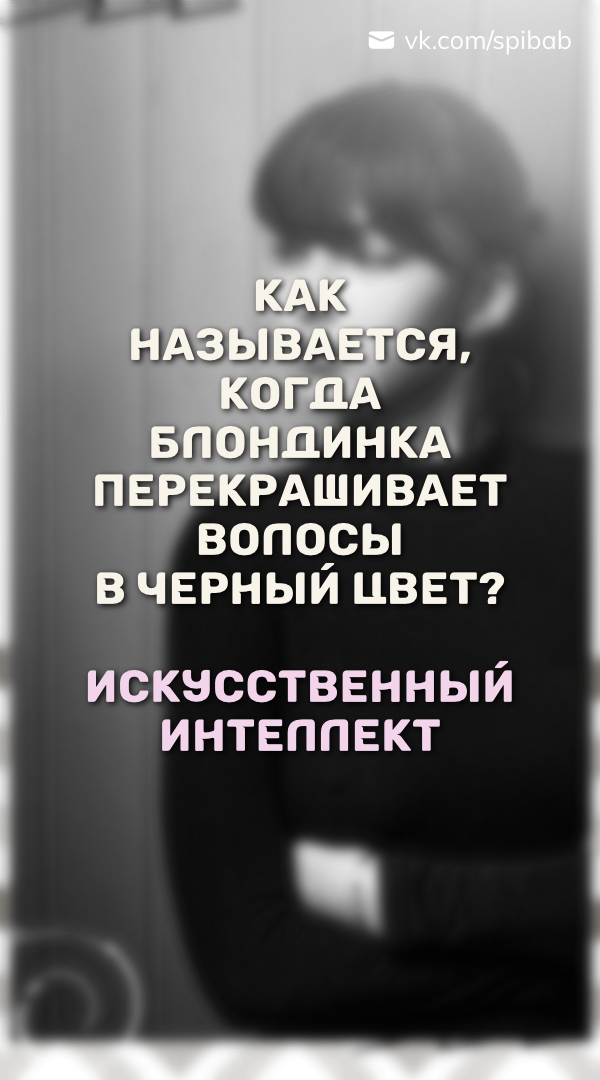 vk.com/spibab
КАК
НАЗЫВАЕТСЯ,
КОГДА
БЛОНДИНКА
ПЕРЕКРАШИВАЕТ
ВОЛОСЫ
В ЧЕРНЫЙ ЦВЕТ?
ИСКУССТВЕННЫЙ
ИНТЕЛЛЕКТ